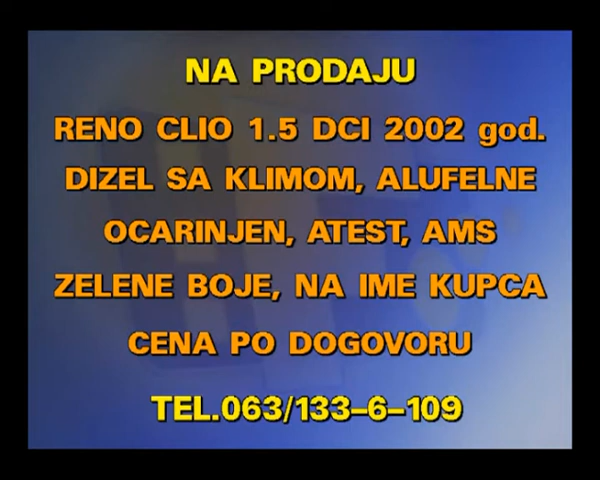 NA PRODAJU
RENO CLIO 1.5 DCI 2002 god.
DIZEL SA KLIMOM, ALUFELNE
OCARINJEN, ATEST, AMS
ZELENE BOJE, NA IME KUPCA
CENA PO DOGOVORU
TEL.063/133-6-109